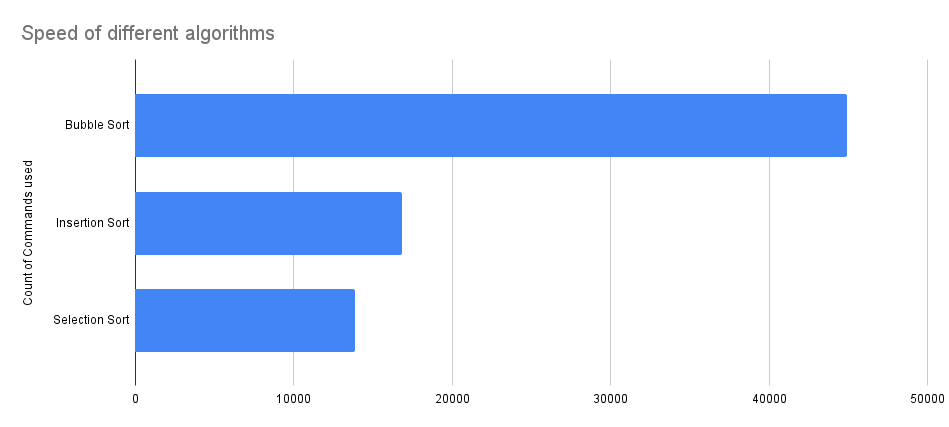 Speed of different algorithms
Count of Commands used
Bubble Sort
Insertion Sort
Selection Sort
0
10000
20000
30000
40000
50000